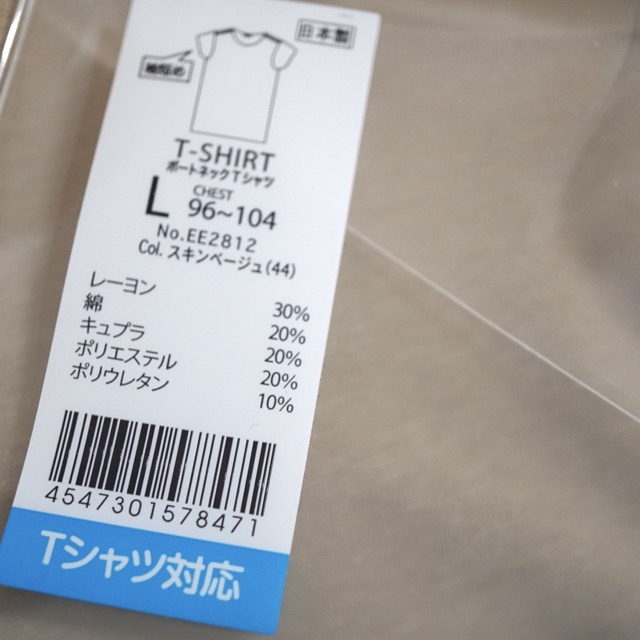 日本製
袖短め
T-SHIRT
ボートネックTシャツ
L
CHEST
96~104
No.EE2812
Col. スキンベージュ(44)
レーヨン 30%
綿 20%
キュプラ 20%
ポリエステル 20%
ポリウレタン 10%
4547301578471
Tシャツ対応